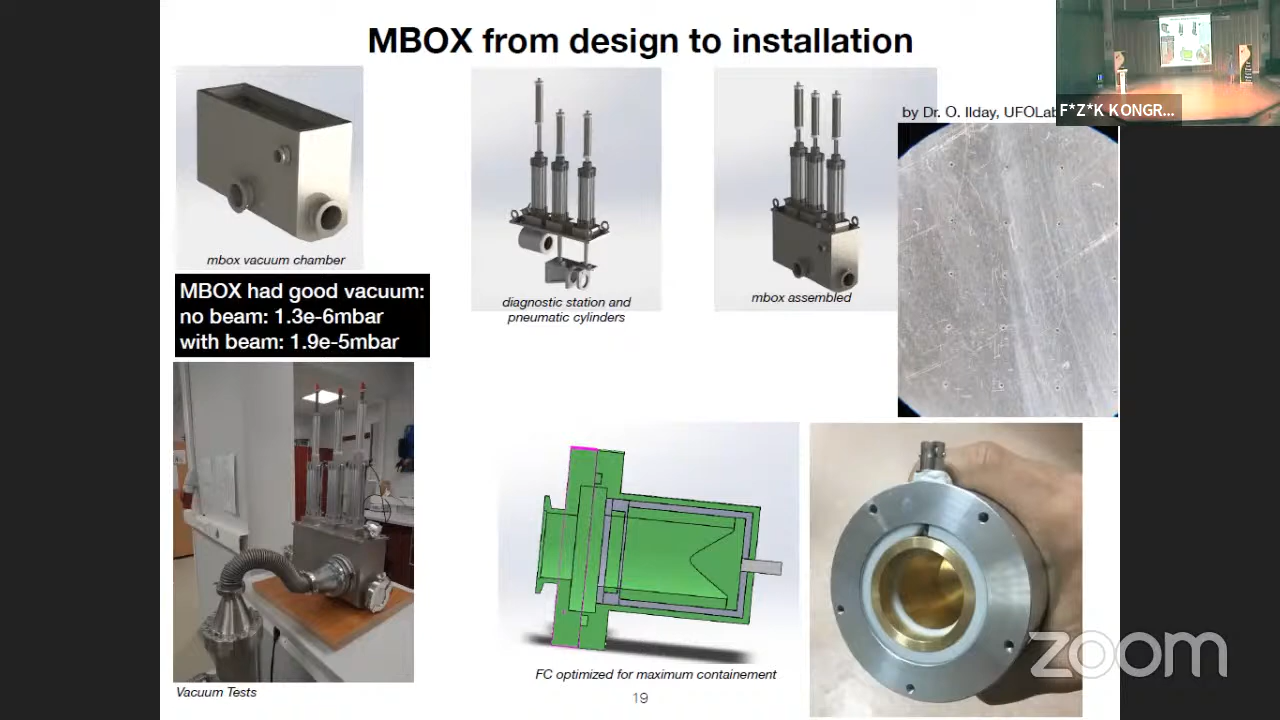 MBOX from design to installation
by Dr. O. Ilday, UFOLab
F*Z*K KONGR...
mbox vacuum chamber
diagnostic station and
pneumatic cylinders
mbox assembled
MBOX had good vacuum:
no beam: 1.3e-6mbar
with beam: 1.9e-5mbar
Vacuum Tests
FC optimized for maximum containement
19
zoom